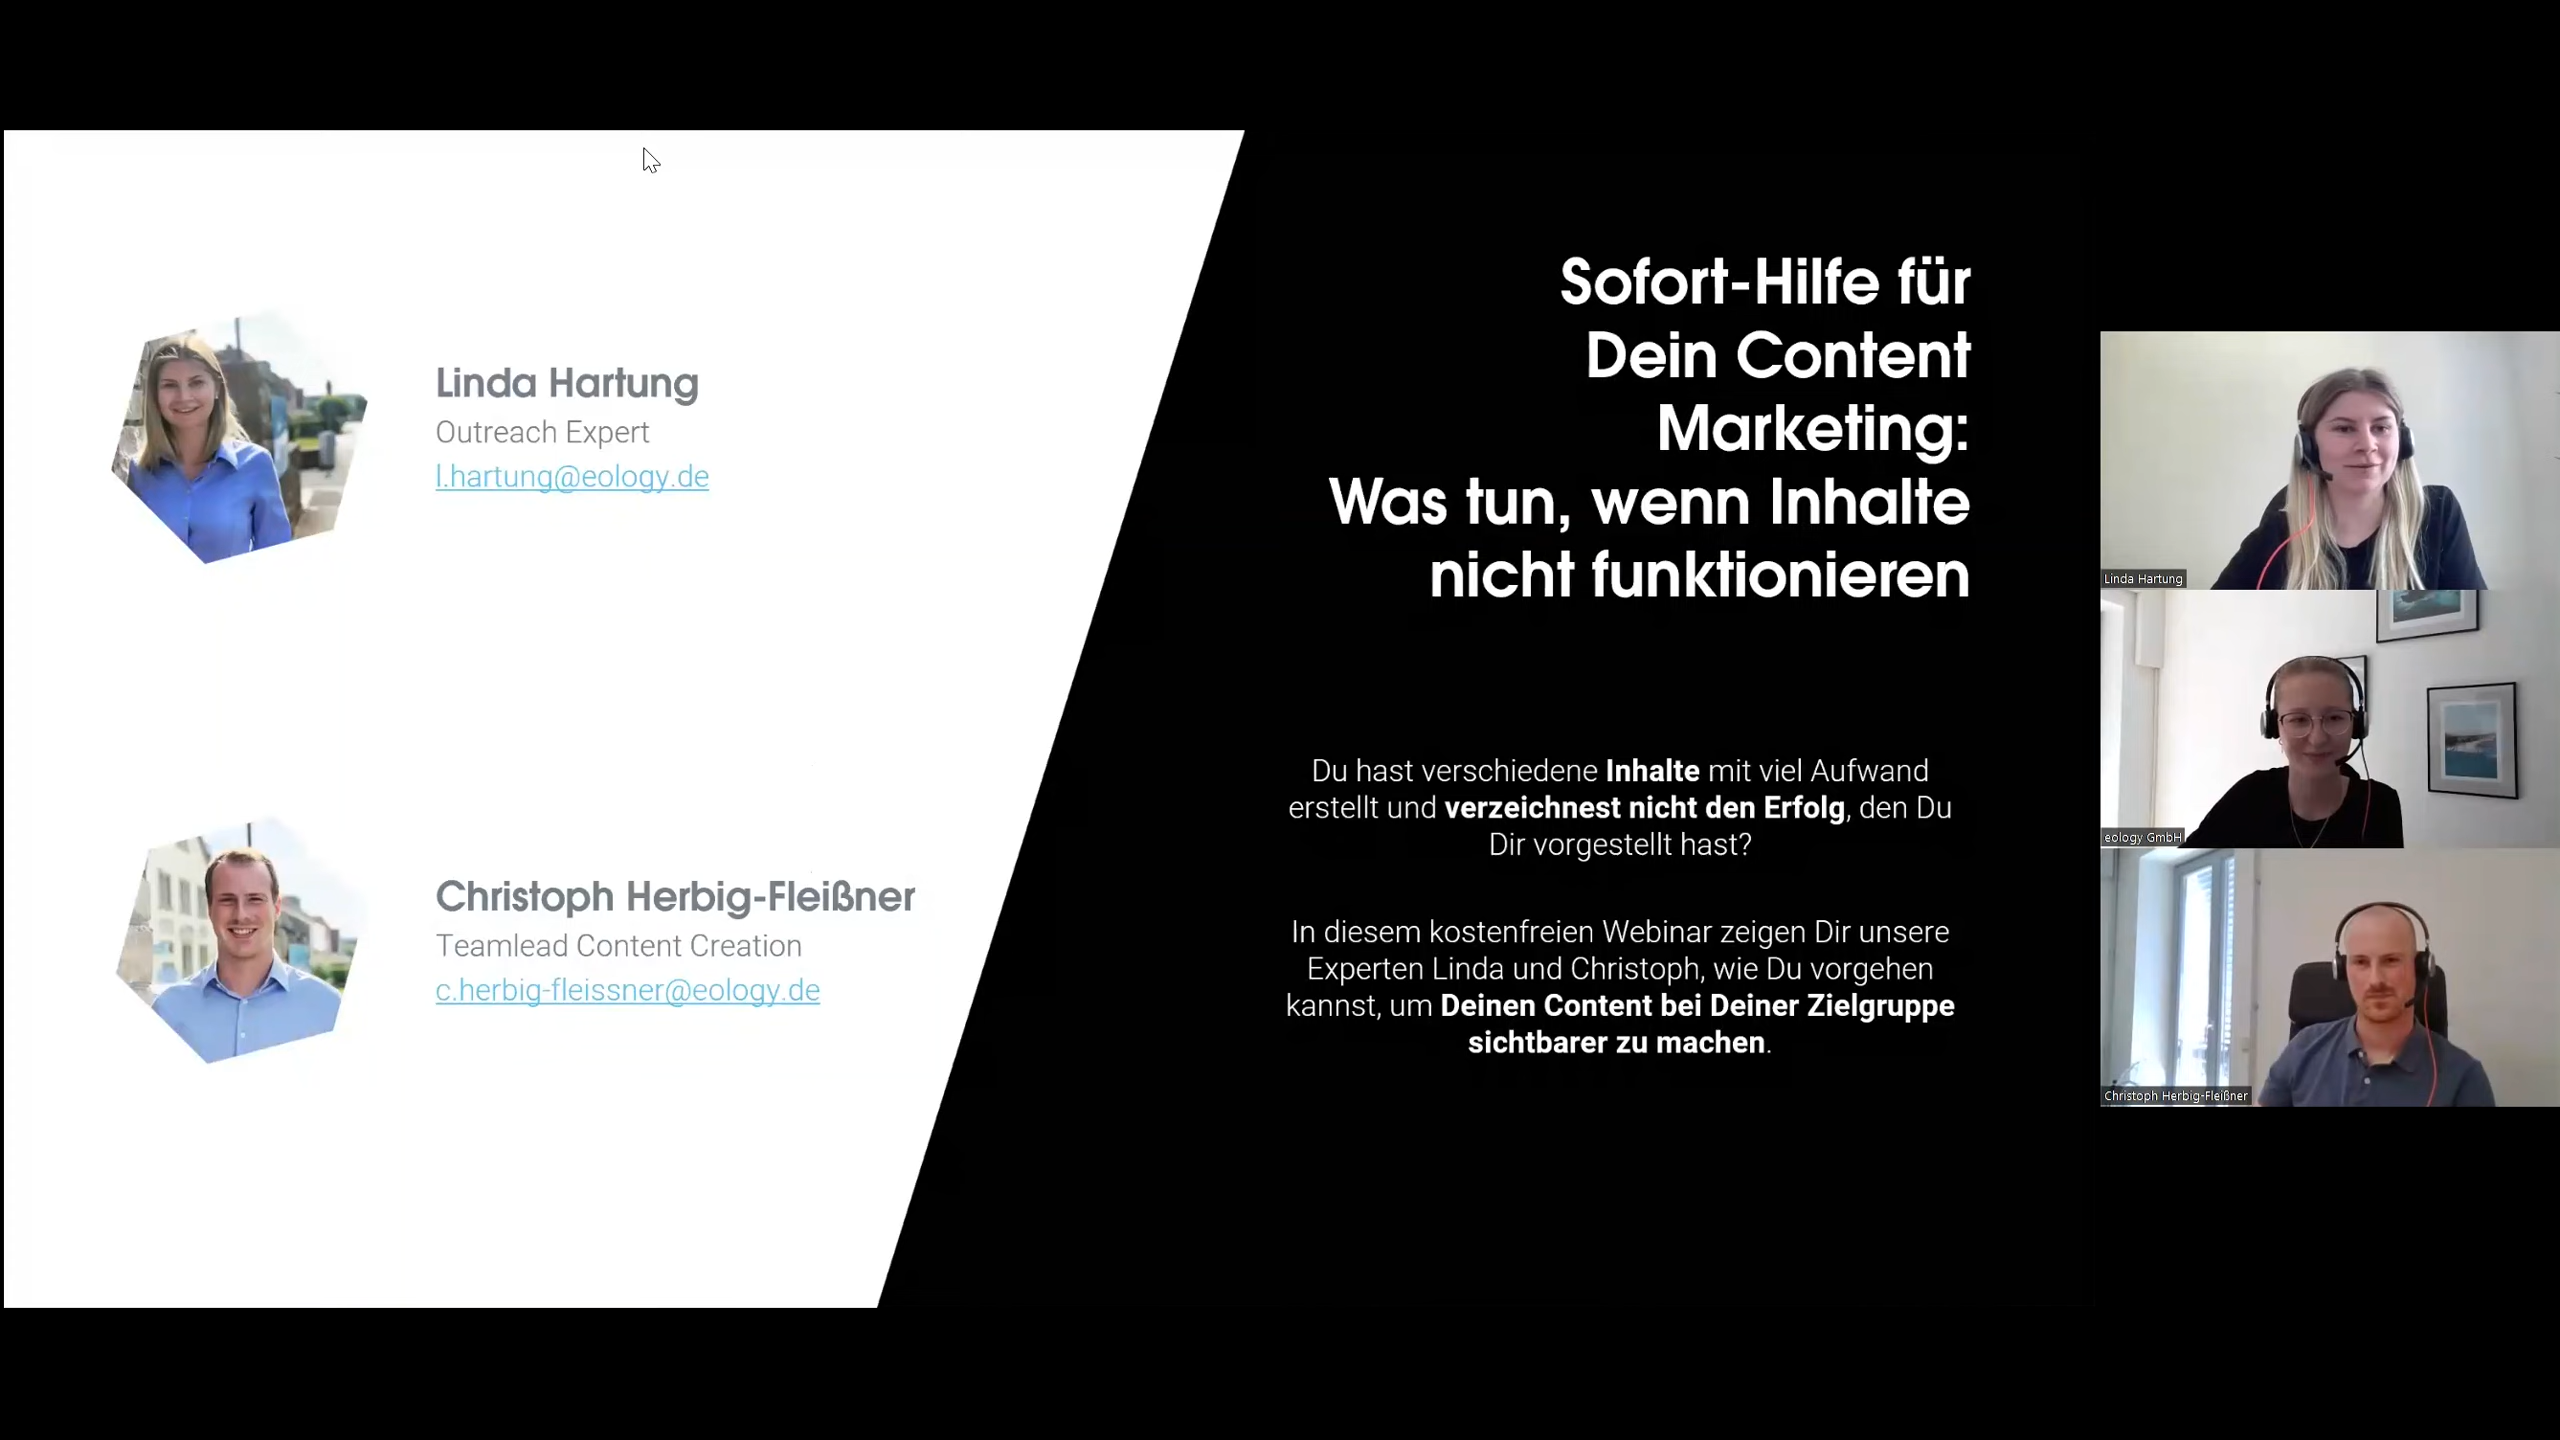 Linda Hartung
Outreach Expert
l.hartung@eology.de
Christoph Herbig-Fleißner
Teamlead Content Creation
c.herbig-fleissner@eology.de
Sofort-Hilfe für
Dein Content
Marketing:
Was tun, wenn Inhalte
nicht funktionieren
Du hast verschiedene Inhalte mit viel Aufwand
erstellt und verzeichnest nicht den Erfolg, den Du
Dir vorgestellt hast?
In diesem kostenfreien Webinar zeigen Dir unsere
Experten Linda und Christoph, wie Du vorgehen
kannst, um Deinen Content bei Deiner Zielgruppe
sichtbarer zu machen.
Linda Hartung
eology GmbH
Christoph Herbig-Fleißner